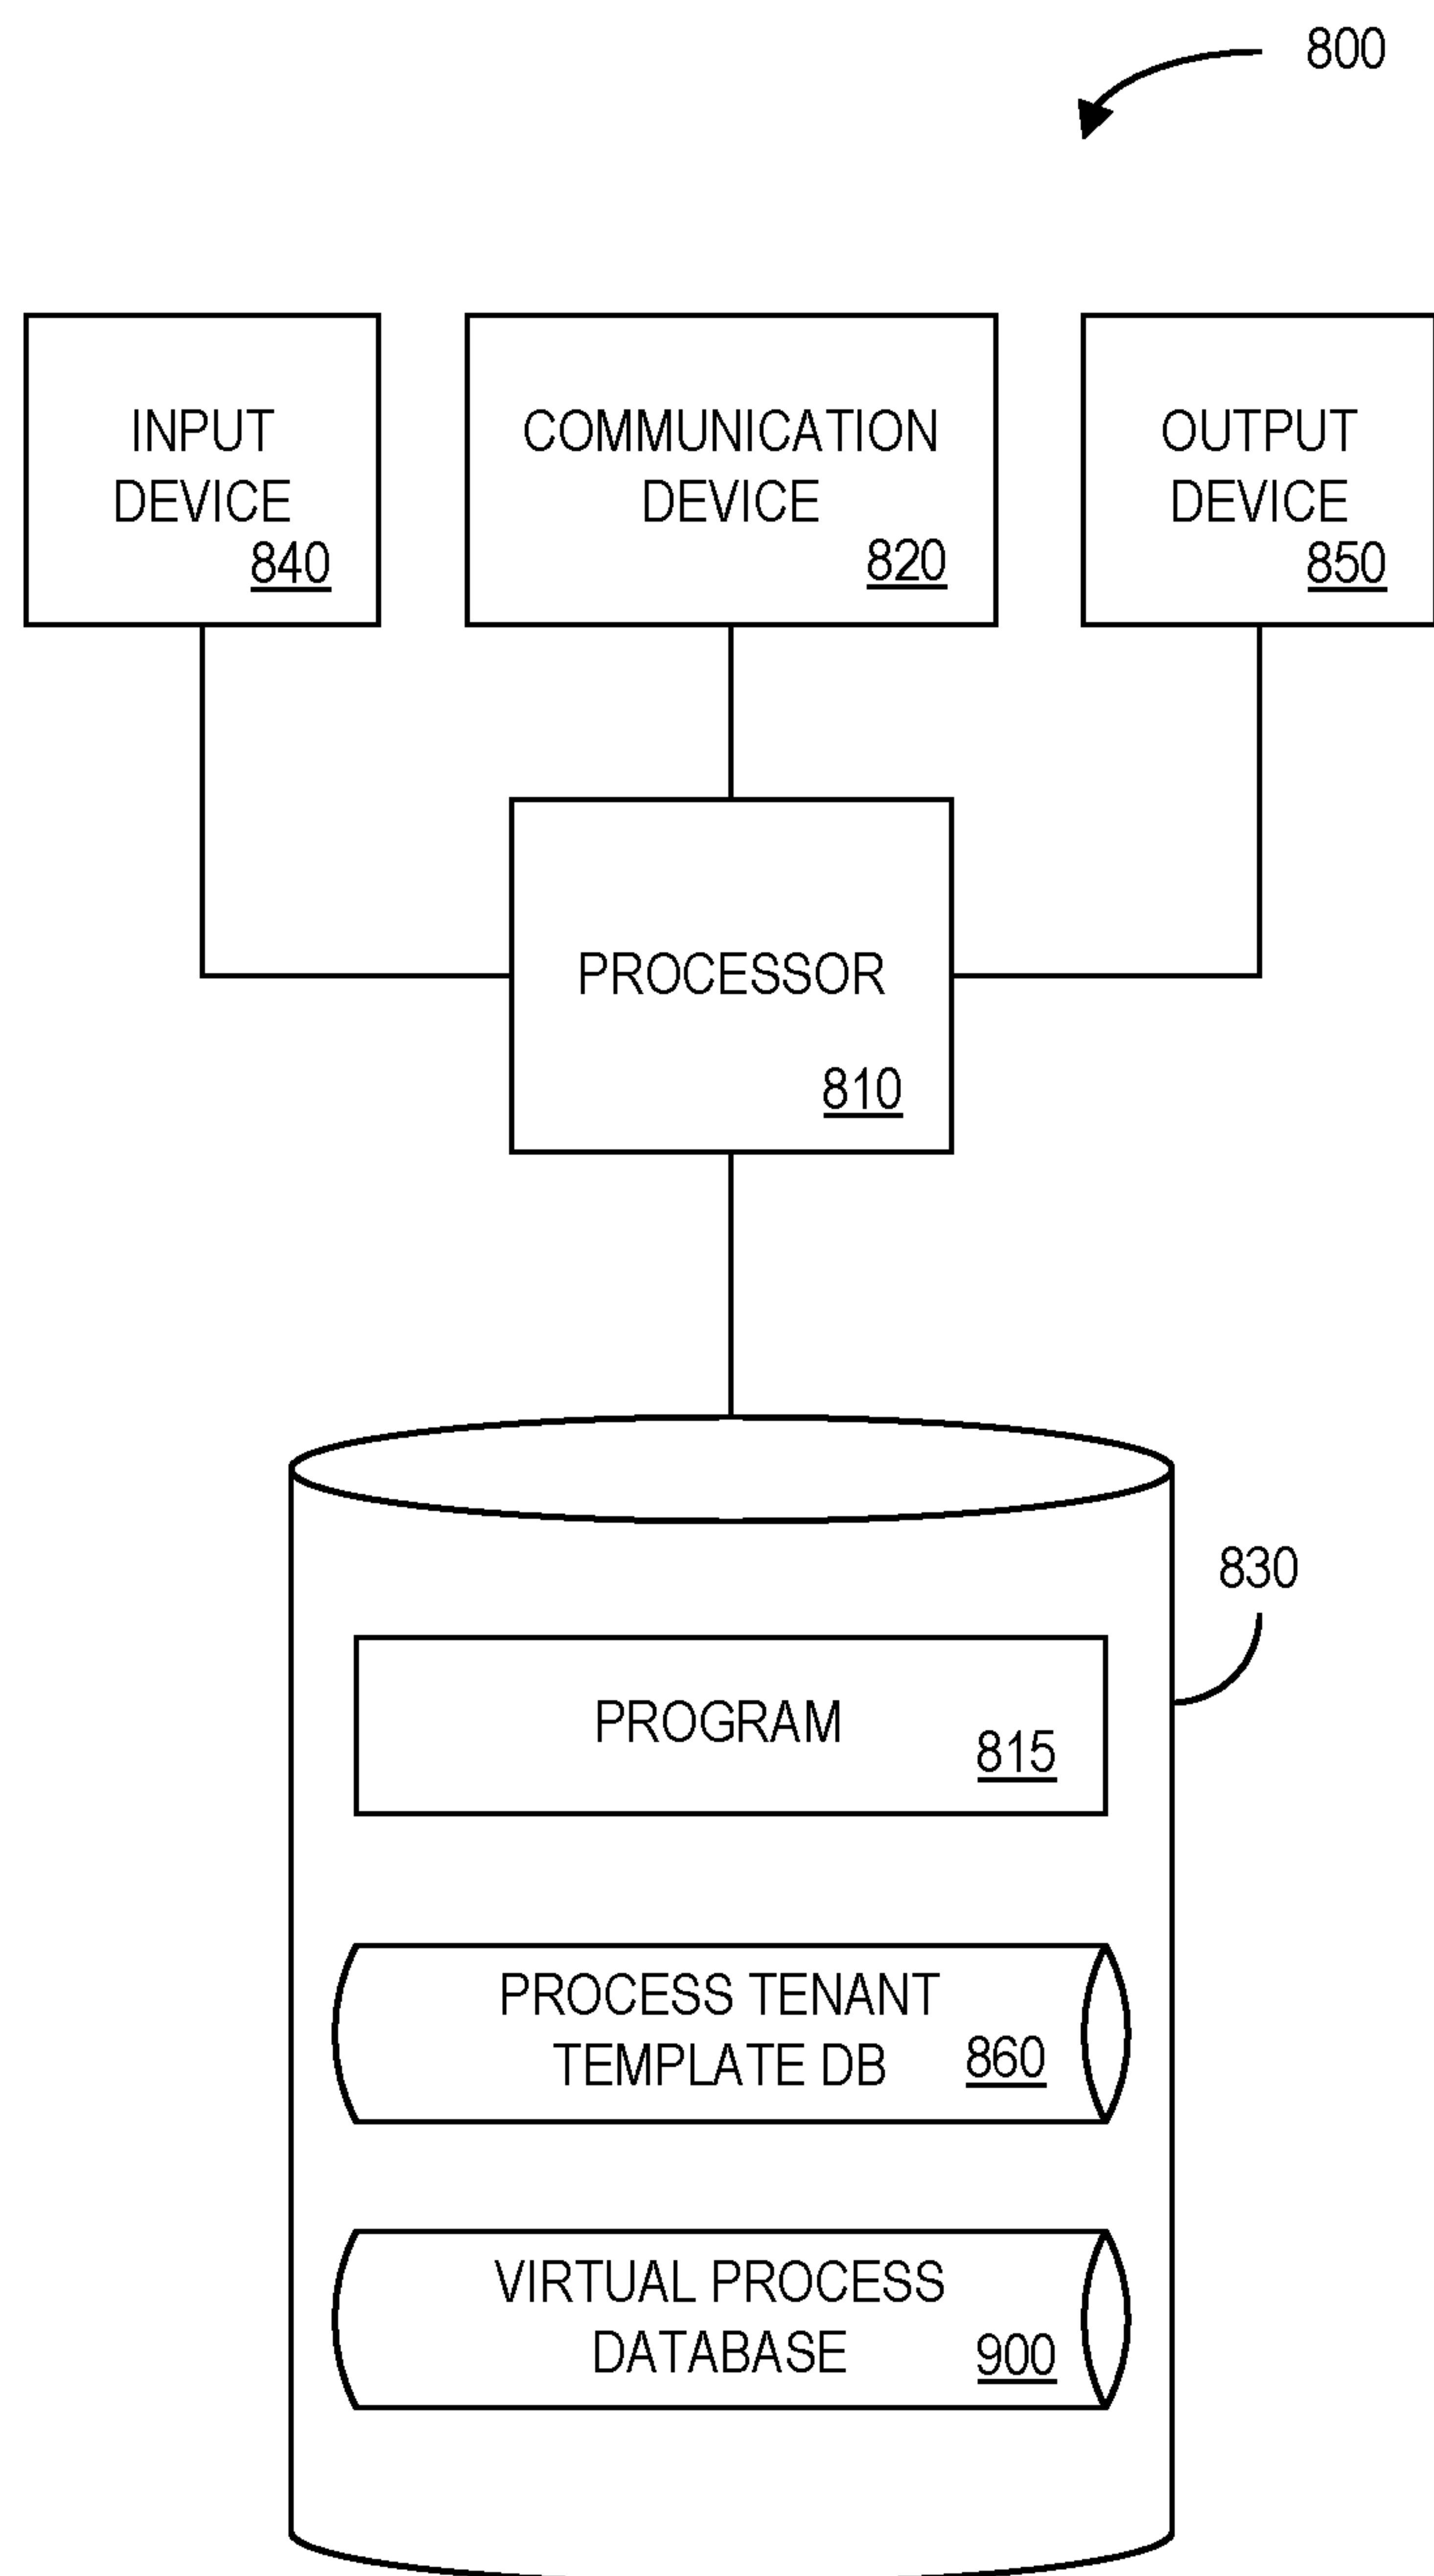 800
INPUT
DEVICE
840
COMMUNICATION
DEVICE
820
OUTPUT
DEVICE
850
PROCESSOR
810
830
PROGRAM
815
PROCESS TENANT
TEMPLATE DB
860
VIRTUAL PROCESS
DATABASE
900